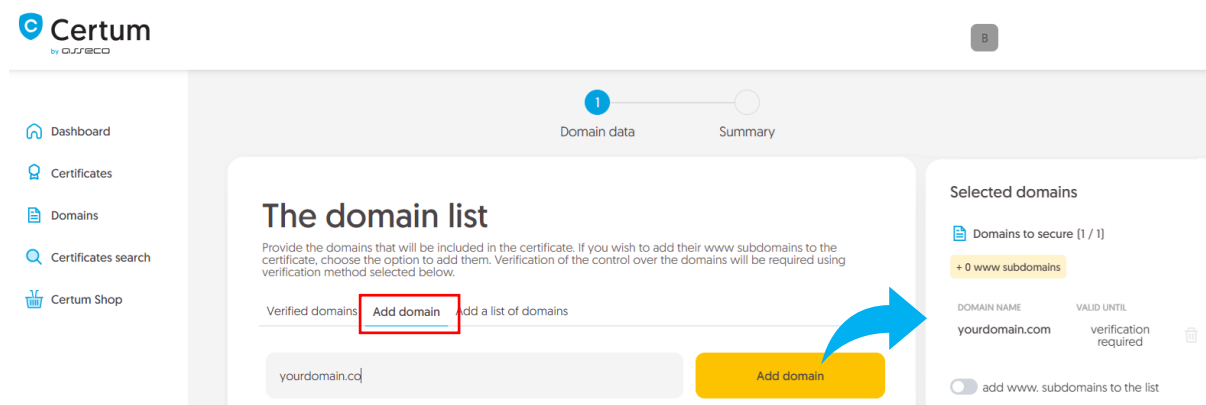 Certum
by asseco
B
Dashboard
Certificates
Domains
Certificates search
Certum Shop
1
Domain data
Summary
The domain list
Provide the domains that will be included in the certificate. If you wish to add their www subdomains to the
certificate, choose the option to add them. Verification of the control over the domains will be required using
verification method selected below.
Verified domains
Add domain
Add a list of domains
yourdomain.co
Add domain
Selected domains
Domains to secure (1 / 1)
+ 0 www subdomains
DOMAIN NAME
VALID UNTIL
yourdomain.com
verification
required
add www. subdomains to the list